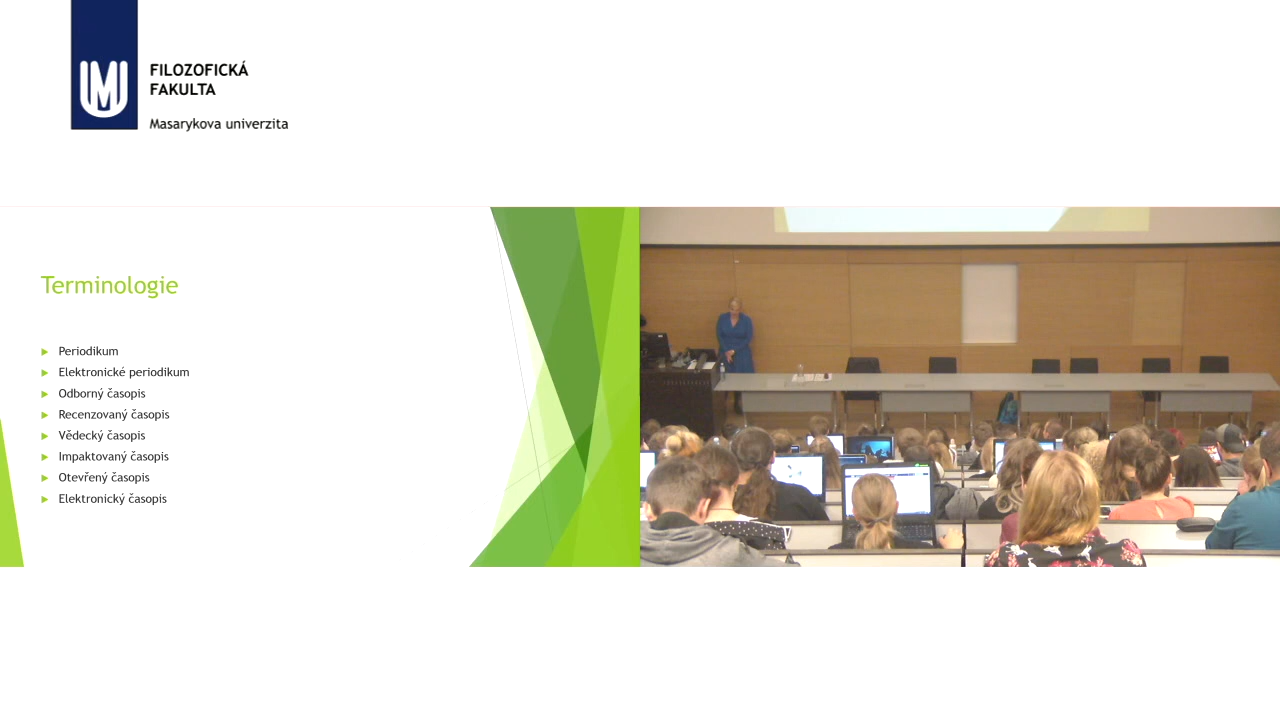 FILOZOFICKÁ
FAKULTA
Masarykova univerzita
Terminologie
Periodikum
Elektronické periodikum
Odborný časopis
Recenzovaný časopis
Vědecký časopis
Impaktovaný časopis
Otevřený časopis
Elektronický časopis